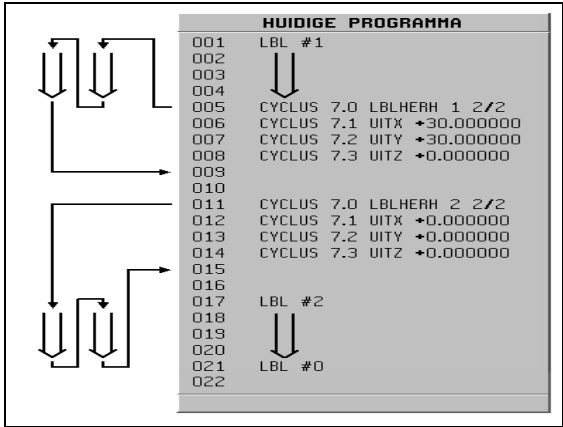 HUIDIGE PROGRAMMA
001 LBL #1
002
003
004
005 CYCLUS 7.0 LBLHERH 1 2/2
006 CYCLUS 7.1 UITX +30.000000
007 CYCLUS 7.2 UITY +30.000000
008 CYCLUS 7.3 UITZ +0.000000
009
010
011 CYCLUS 7.0 LBLHERH 2 2/2
012 CYCLUS 7.1 UITX +0.000000
013 CYCLUS 7.2 UITY +0.000000
014 CYCLUS 7.3 UITZ +0.000000
015
016
017 LBL #2
018
019
020
021 LBL #0
022